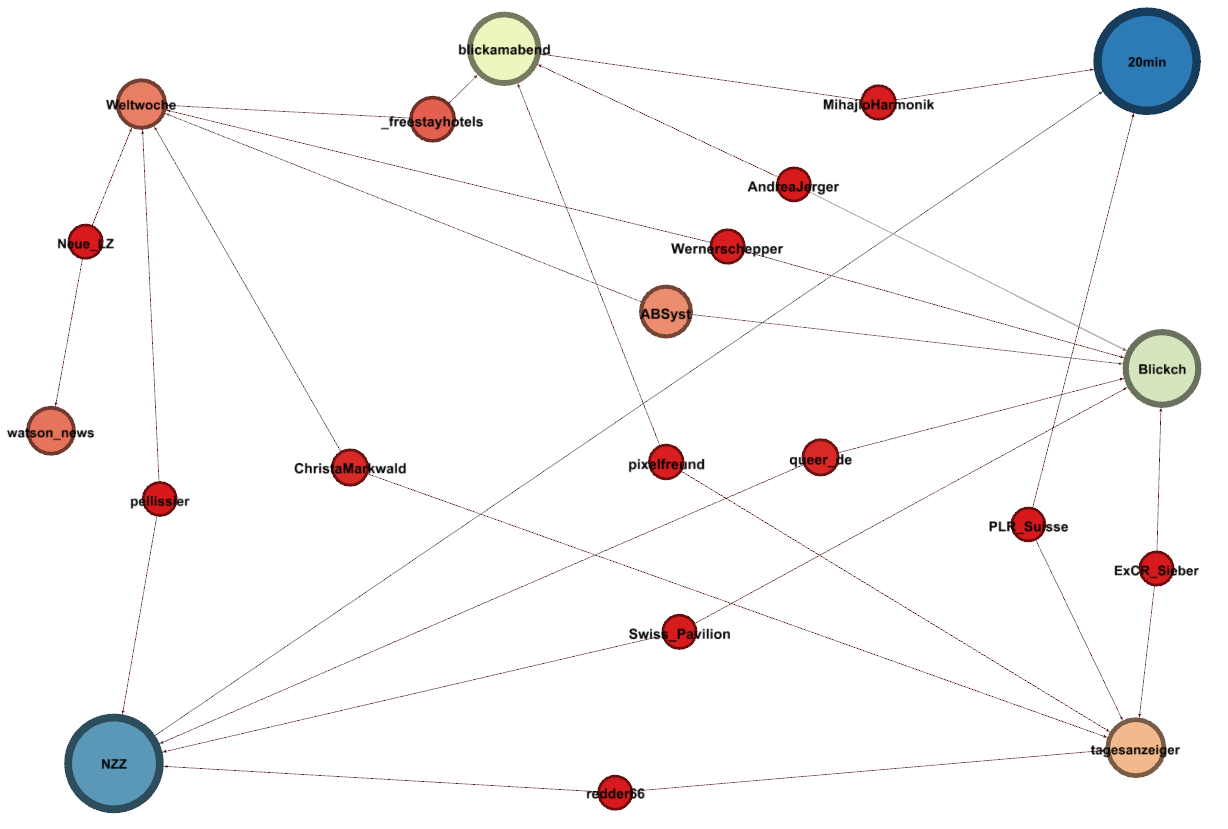 blickamabend
20min
Weltwoche
MihajloHarmonik
_freestayhotels
AndreaJerger
Neue_LZ
Wernerschepper
ABSyst
Blickch
watson_news
ChristaMarkwald
pixelfreund
queer_de
pellissier
PLR_Suisse
ExCR_Sieber
Swiss_Pavilion
tagesanzeiger
NZZ
redder66